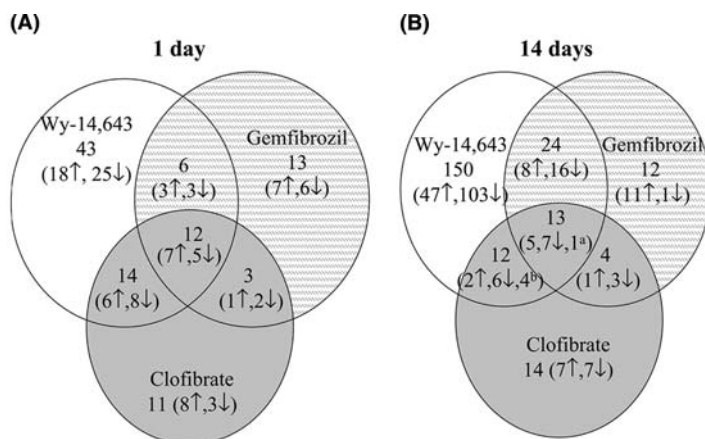 (A)
1 day
Wy-14,643
43
(18↑, 25↓)
Gemfibrozil
13
(7↑,6↓)
6
(3↑,3↓)
12
(7↑,5↓)
14
(6↑,8↓)
3
(1↑,2↓)
Clofibrate
11 (8↑,3↓)
(B)
14 days
Wy-14,643
150
(47↑,103↓)
24
(8↑,16↓)
Gemfibrozil
12
(11↑,1↓)
13
(5,7↓,1ᵃ)
12
(2↑,6↓,4ᵇ)
4
(1↑,3↓)
Clofibrate
14 (7↑,7↓)